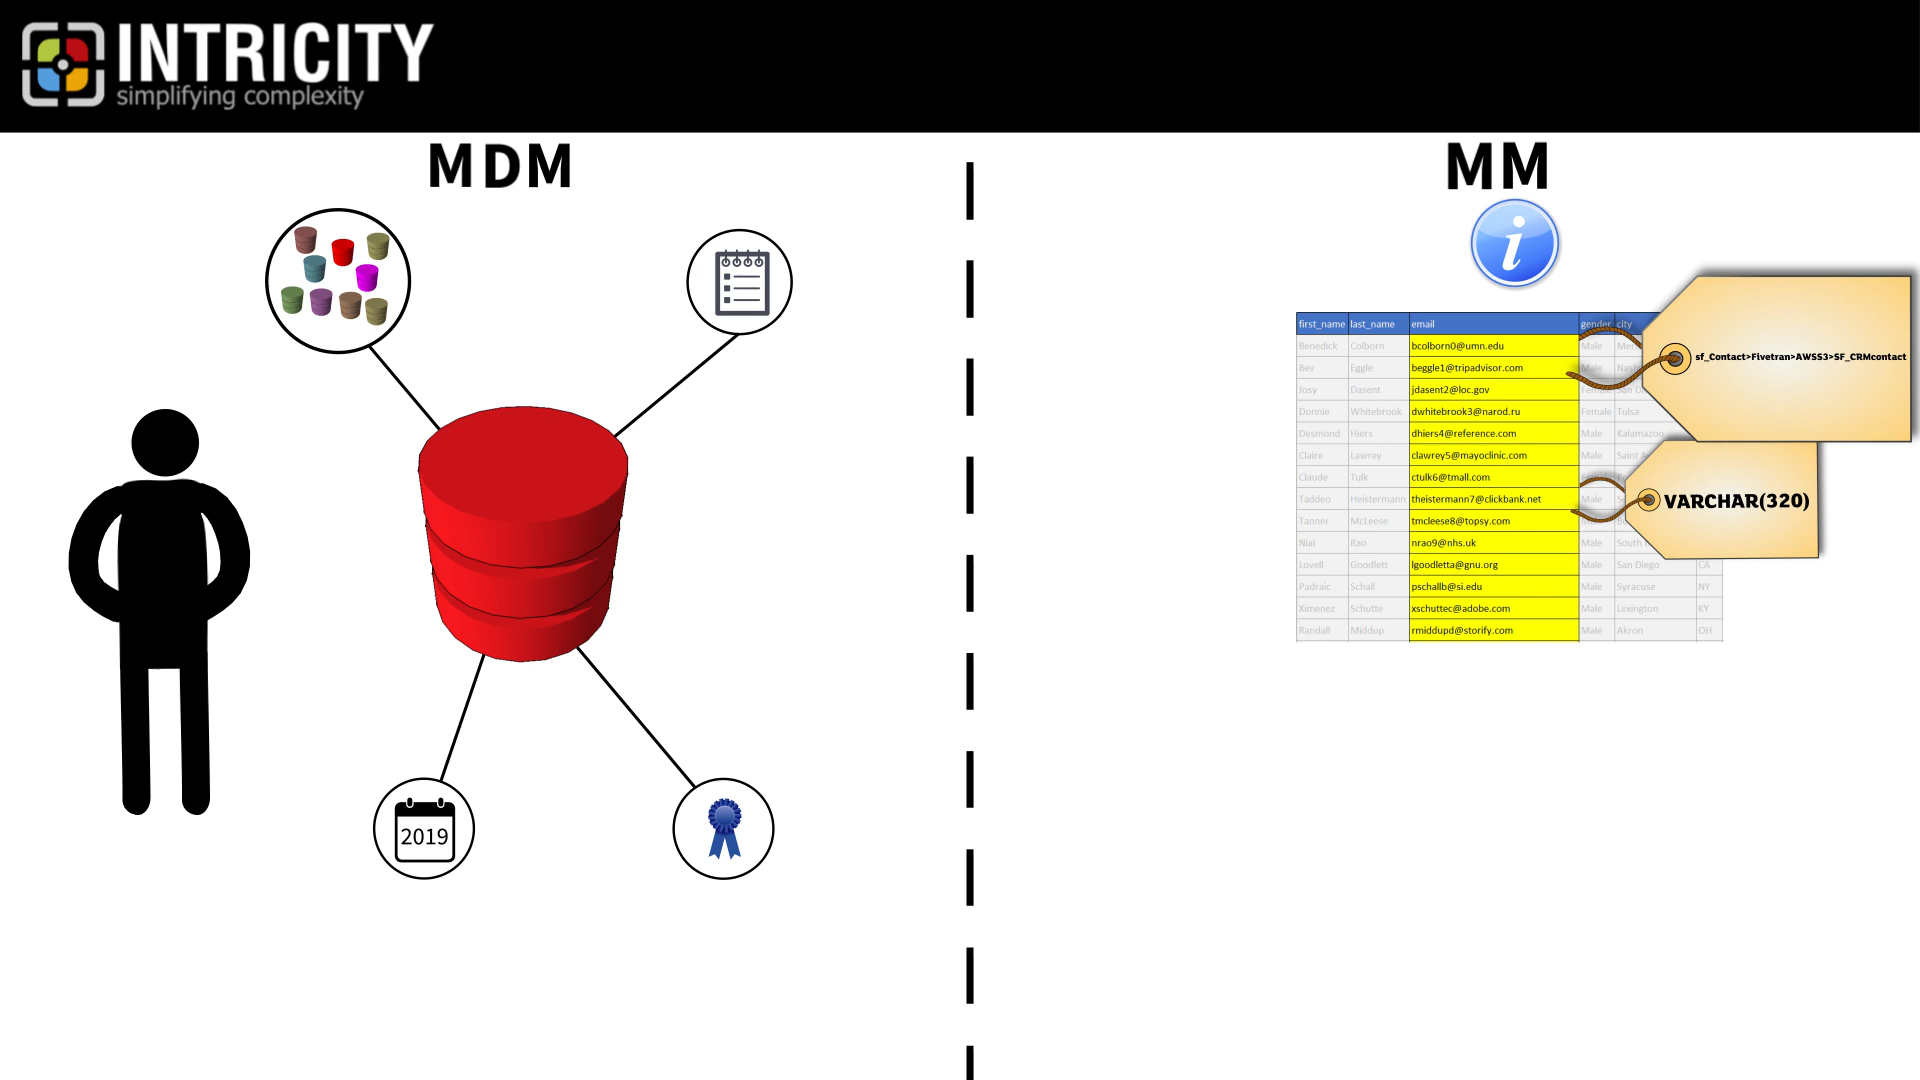 INTRICITY
simplifying complexity
MDM
2019
MM
first_name last_name email gender city
Benedick Colborn bcolborn0@umn.edu Male
Bev Eggle beggle1@tripadvisor.com Male
Josy Dasent jdasent2@loc.gov Female San
Donnie Whitebrook dwhitebrook3@narod.ru Female Tulsa
Desmond Hiers dhiers4@reference.com Male Kalamazoo
Claire Lawrey clawrey5@mayoclinic.com Male Saint
Claude Tulk ctulk6@tmall.com
Taddeo Heistermann theistermann7@clickbank.net Male
Tanner McLeese tmcleese8@topsy.com
Nial Rao nrao9@nhs.uk Male South
Lovell Goodlett lgoodletta@gnu.org Male San Diego CA
Padraic Schall pschallb@si.edu Male Syracuse NY
Ximenez Schutte xschuttec@adobe.com Male Lexington KY
Randall Middup rmiddupd@storify.com Male Akron OH
sf_Contact>Fivetran>AWSS3>SF_CRMcontact
VARCHAR(320)